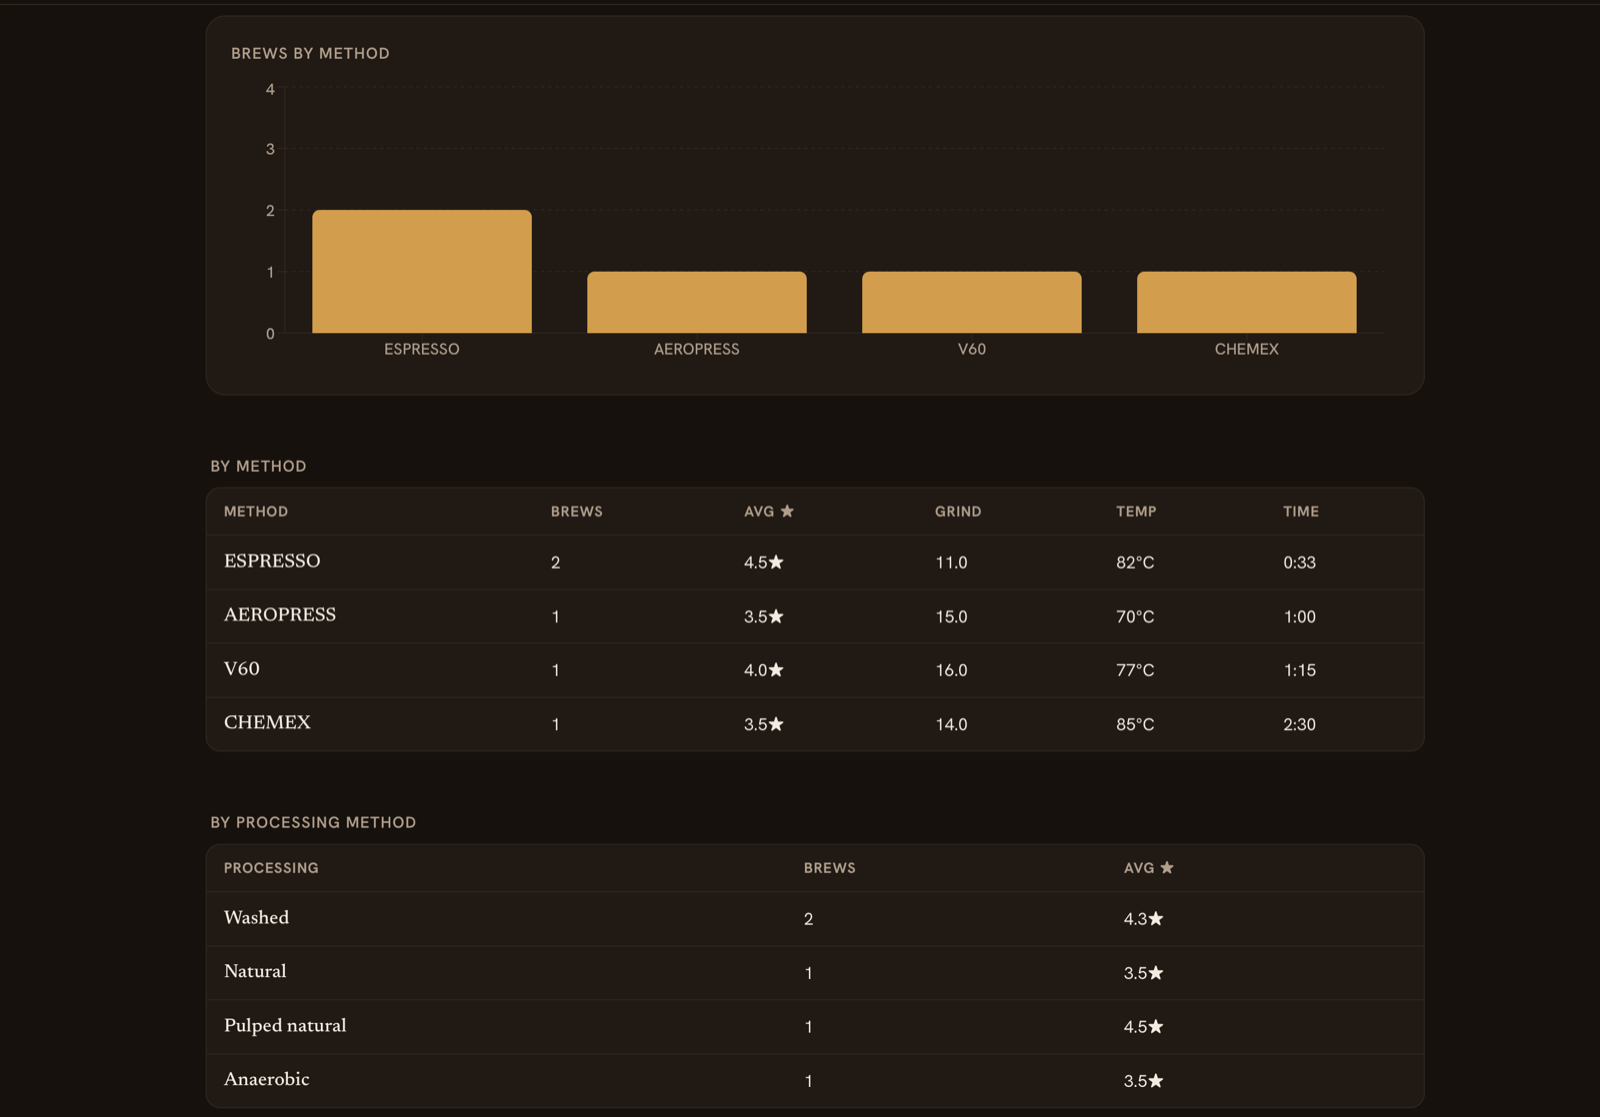 BREWS BY METHOD
4
3
2
1
0
ESPRESSO AEROPRESS V60 CHEMEX
BY METHOD
METHOD BREWS AVG ★ GRIND TEMP TIME
ESPRESSO 2 4.5★ 11.0 82°C 0:33
AEROPRESS 1 3.5★ 15.0 70°C 1:00
V60 1 4.0★ 16.0 77°C 1:15
CHEMEX 1 3.5★ 14.0 85°C 2:30
BY PROCESSING METHOD
PROCESSING BREWS AVG ★
Washed 2 4.3★
Natural 1 3.5★
Pulped natural 1 4.5★
Anaerobic 1 3.5★